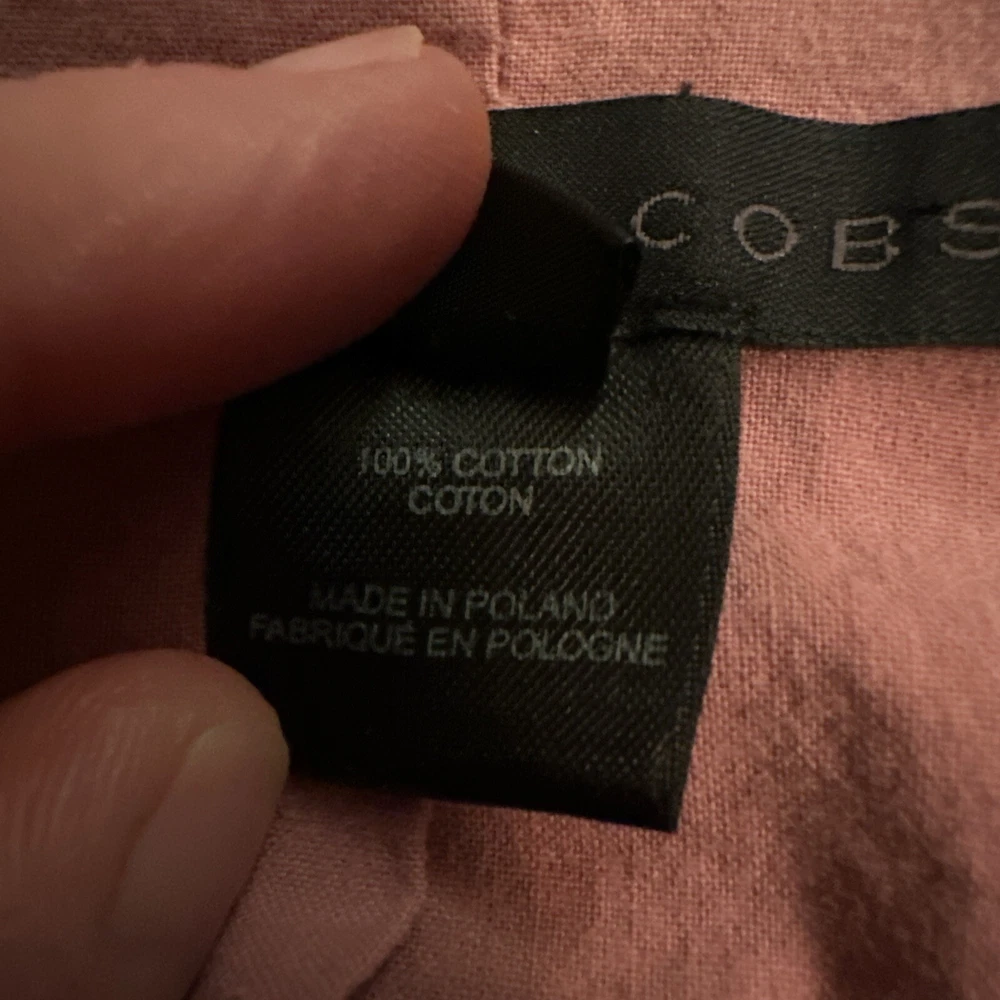 COBS
100% COTTON
COTON
MADE IN POLAND
FABRIQUÉ EN POLOGNE